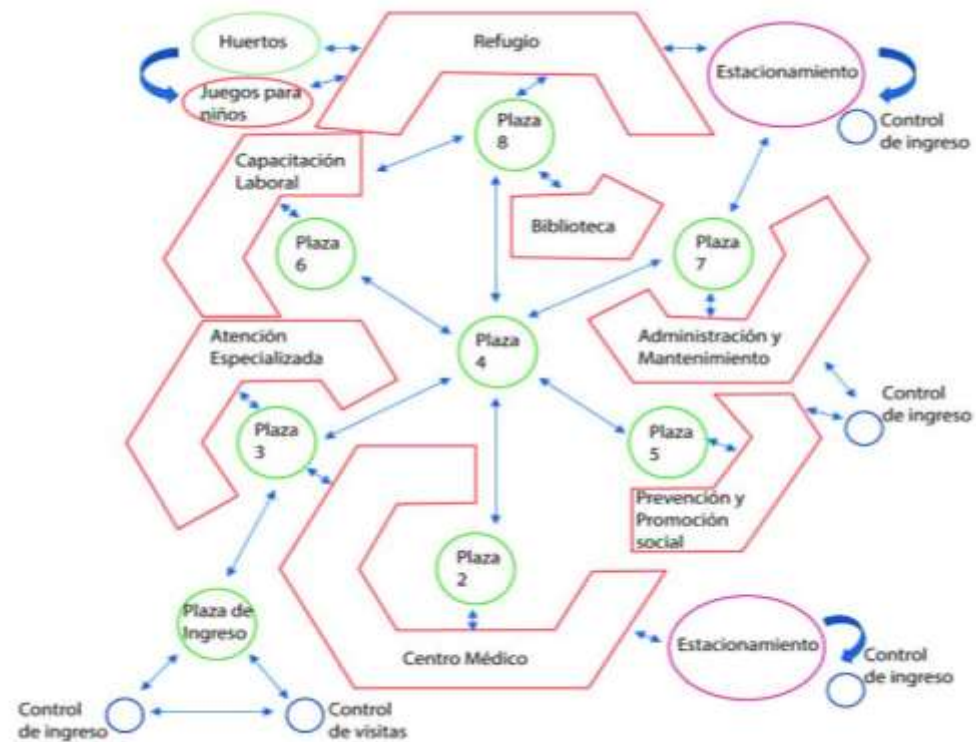 Huertos
Refugio
Estacionamiento
Juegos para
niños
Plaza
8
Control
de ingreso
Capacitación
Laboral
Biblioteca
Plaza
6
Plaza
7
Atención
Especializada
Plaza
4
Administración y
Mantenimiento
Control
de ingreso
Plaza
3
Plaza
5
Prevención y
Promoción
social
Plaza
2
Plaza de
Ingreso
Centro Médico
Estacionamiento
Control
de ingreso
Control
de ingreso
Control
de visitas